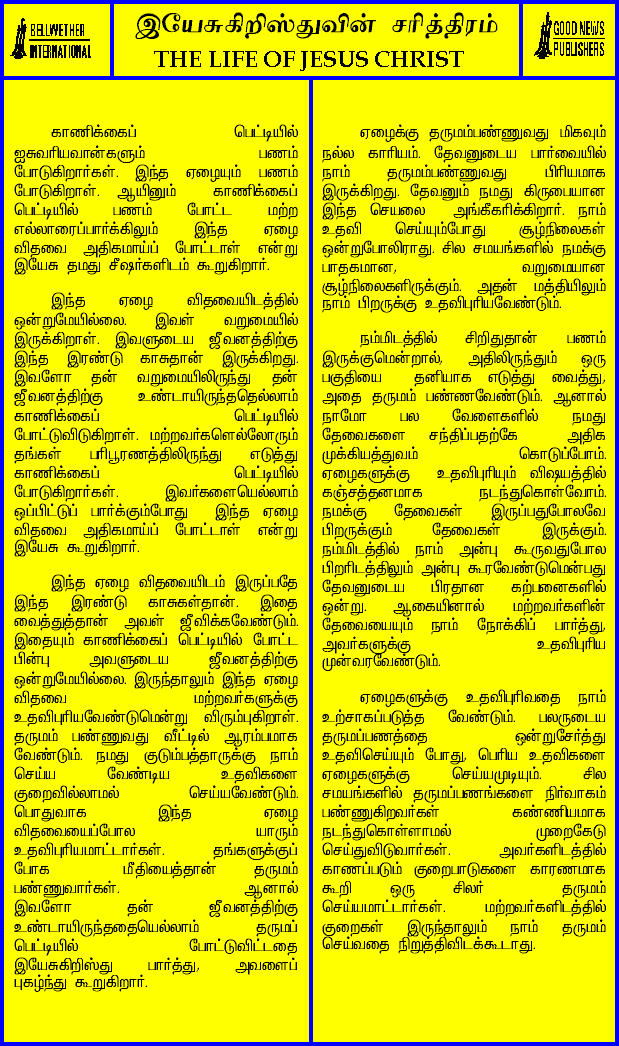 BELLWETHER
INTERNATIONAL
இயேசுகிறிஸ்துவின் சரித்திரம்
THE LIFE OF JESUS CHRIST
GOOD NEWS
PUBLISHERS
காணிக்கைப் பெட்டியில்
ஐசுவரியவான்களும் பணம்
போடுகிறார்கள். இந்த ஏழையும் பணம்
போடுகிறாள். ஆயினும் காணிக்கைப்
பெட்டியில் பணம் போட்ட மற்ற
எல்லாரைப்பார்க்கிலும் இந்த ஏழை
விதவை அதிகமாய்ப் போட்டாள் என்று
இயேசு தமது சீஷர்களிடம் கூறுகிறார்.
இந்த ஏழை விதவையிடத்தில்
ஒன்றுமேயில்லை. இவள் வறுமையில்
இருக்கிறாள். இவளுடைய ஜீவனத்திற்கு
இந்த இரண்டு காசுதான் இருக்கிறது.
இவளோ தன் வறுமையிலிருந்து தன்
ஜீவனத்திற்கு உண்டாயிருந்ததெல்லாம்
காணிக்கைப் பெட்டியில்
போட்டுவிடுகிறாள். மற்றவர்களெல்லோரும்
தங்கள் பரிபூரணத்திலிருந்து எடுத்து
காணிக்கைப் பெட்டியில்
போடுகிறார்கள். இவர்களையெல்லாம்
ஒப்பிட்டுப் பார்க்கும்போது இந்த ஏழை
விதவை அதிகமாய்ப் போட்டாள் என்று
இயேசு கூறுகிறார்.
இந்த ஏழை விதவையிடம் இருப்பதே
இந்த இரண்டு காசுகள்தான். இதை
வைத்துத்தான் அவள் ஜீவிக்கவேண்டும்.
இதையும் காணிக்கைப் பெட்டியில் போட்ட
பின்பு அவளுடைய ஜீவனத்திற்கு
ஒன்றுமேயில்லை. இருந்தாலும் இந்த ஏழை
விதவை மற்றவர்களுக்கு
உதவிபுரியவேண்டுமென்று விரும்புகிறாள்.
தருமம் பண்ணுவது வீட்டில் ஆரம்பமாக
வேண்டும். நமது குடும்பத்தாருக்கு நாம்
செய்ய வேண்டிய உதவிகளை
குறைவில்லாமல் செய்யவேண்டும்.
பொதுவாக இந்த ஏழை
விதவையைப்போல யாரும்
உதவிபுரியமாட்டார்கள். தங்களுக்குப்
போக மீதியைத்தான் தருமம்
பண்ணுவார்கள். ஆனால்
இவளோ தன் ஜீவனத்திற்கு
உண்டாயிருந்ததையெல்லாம் தருமப்
பெட்டியில் போட்டுவிட்டதை
இயேசுகிறிஸ்து பார்த்து, அவளைப்
புகழ்ந்து கூறுகிறார்.
ஏழைக்கு தருமம்பண்ணுவது மிகவும்
நல்ல காரியம். தேவனுடைய பார்வையில்
நாம் தருமம்பண்ணுவது பிரியமாக
இருக்கிறது. தேவனும் நமது கிருபையான
இந்த செயலை அங்கீகரிக்கிறார். நாம்
உதவி செய்யும்போது சூழ்நிலைகள்
ஒன்றுபோலிராது. சில சமயங்களில் நமக்கு
பாதகமான, வறுமையான
சூழ்நிலைகளிருக்கும். அதன் மத்தியிலும்
நாம் பிறருக்கு உதவிபுரியவேண்டும்.
நம்மிடத்தில் சிறிதுதான் பணம்
இருக்குமென்றால், அதிலிருந்தும் ஒரு
பகுதியை தனியாக எடுத்து வைத்து,
அதை தருமம் பண்ணவேண்டும். ஆனால்
நாமோ பல வேளைகளில் நமது
தேவைகளை சந்திப்பதற்கே அதிக
முக்கியத்துவம் கொடுப்போம்.
ஏழைகளுக்கு உதவிபுரியும் விஷயத்தில்
கஞ்சத்தனமாக நடந்துகொள்வோம்.
நமக்கு தேவைகள் இருப்பதுபோலவே
பிறருக்கும் தேவைகள் இருக்கும்.
நம்மிடத்தில் நாம் அன்பு கூருவதுபோல
பிறரிடத்திலும் அன்பு கூரவேண்டுமென்பது
தேவனுடைய பிரதான கற்பனைகளில்
ஒன்று. ஆகையினால் மற்றவர்களின்
தேவையையும் நாம் நோக்கிப் பார்த்து,
அவர்களுக்கு உதவிபுரிய
முன்வரவேண்டும்.
ஏழைகளுக்கு உதவிபுரிவதை நாம்
உற்சாகப்படுத்த வேண்டும். பலருடைய
தருமபணத்தை ஒன்றுசேர்த்து
உதவிசெய்யும் போது, பெரிய உதவிகளை
ஏழைகளுக்கு செய்யமுடியும். சில
சமயங்களில் தருமப்பணங்களை நிர்வாகம்
பண்ணுகிறவர்கள் கண்ணியமாக
நடந்துகொள்ளாமல் முறைகேடு
செய்துவிடுவார்கள். அவர்களிடத்தில்
காணப்படும் குறைபாடுகளை காரணமாக
கூறி ஒரு சிலர் தருமம்
செய்யமாட்டார்கள். மற்றவர்களிடத்தில்
குறைகள் இருந்தாலும் நாம் தருமம்
செய்வதை நிறுத்திவிடக்கூடாது.